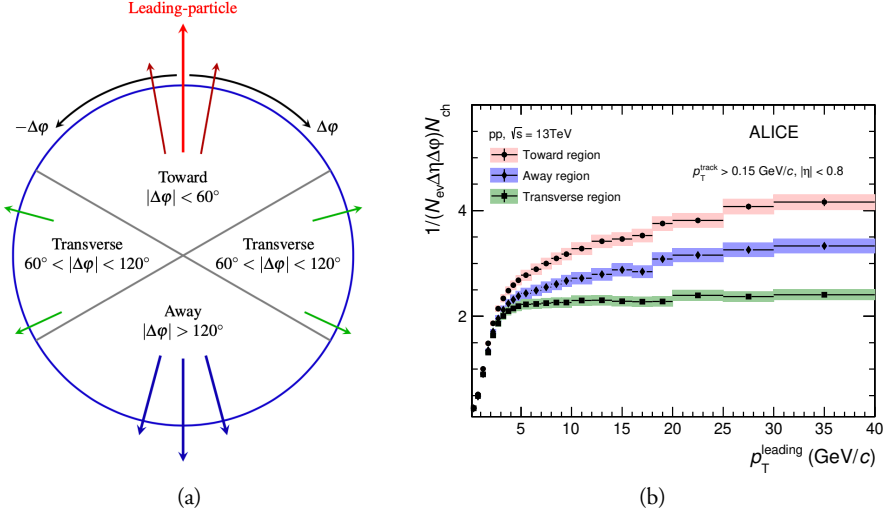 Leading-particle
−Δφ
Δφ
Toward
|Δφ| < 60°
Transverse
60° < |Δφ| < 120°
Transverse
60° < |Δφ| < 120°
Away
|Δφ| > 120°
(a)
1/(N_ev Δη Δφ)N_ch
pp, √s = 13TeV
ALICE
Toward region
Away region
Transverse region
p_T^track > 0.15 GeV/c, |η| < 0.8
4
2
5 10 15 20 25 30 35 40
p_T^leading (GeV/c)
(b)